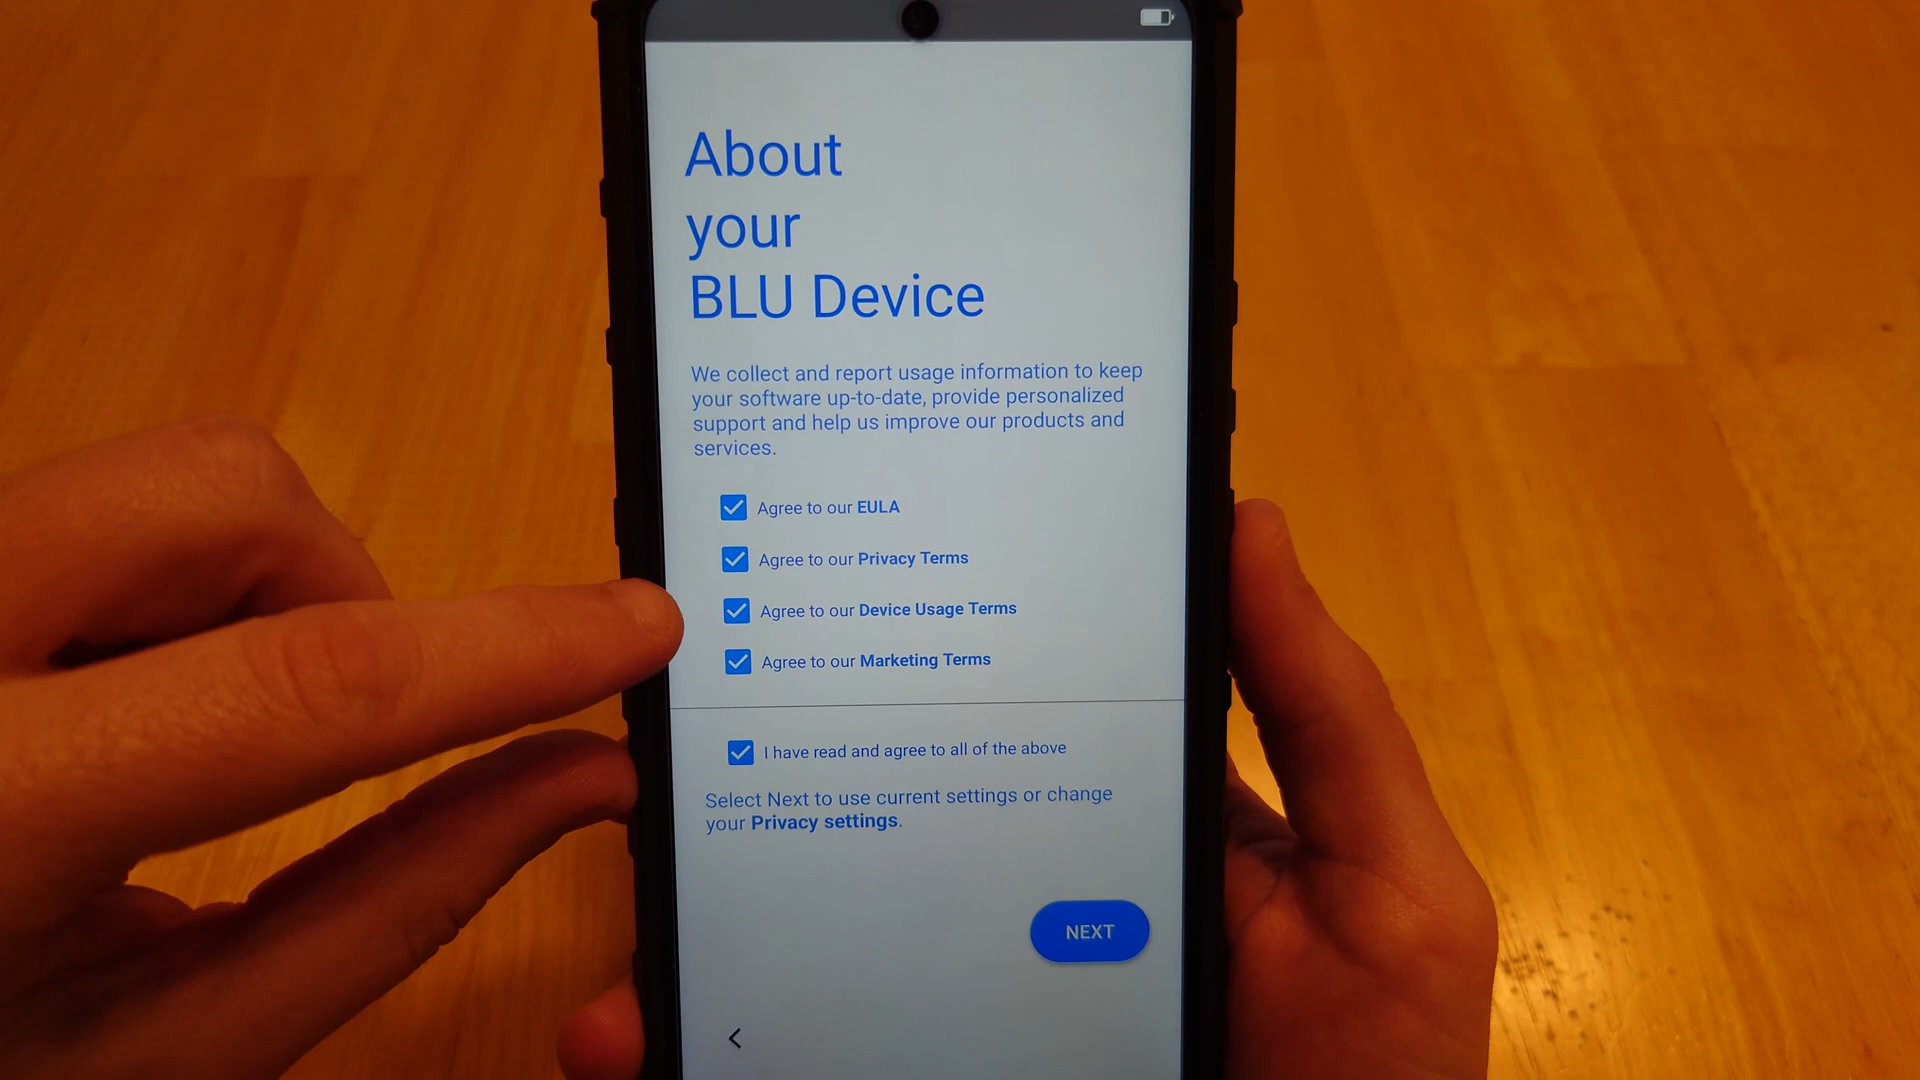 About
your
BLU Device
We collect and report usage information to keep
your software up-to-date, provide personalized
support and help us improve our products and
services.
Agree to our EULA
Agree to our Privacy Terms
Agree to our Device Usage Terms
Agree to our Marketing Terms
I have read and agree to all of the above
Select Next to use current settings or change
your Privacy settings.
NEXT